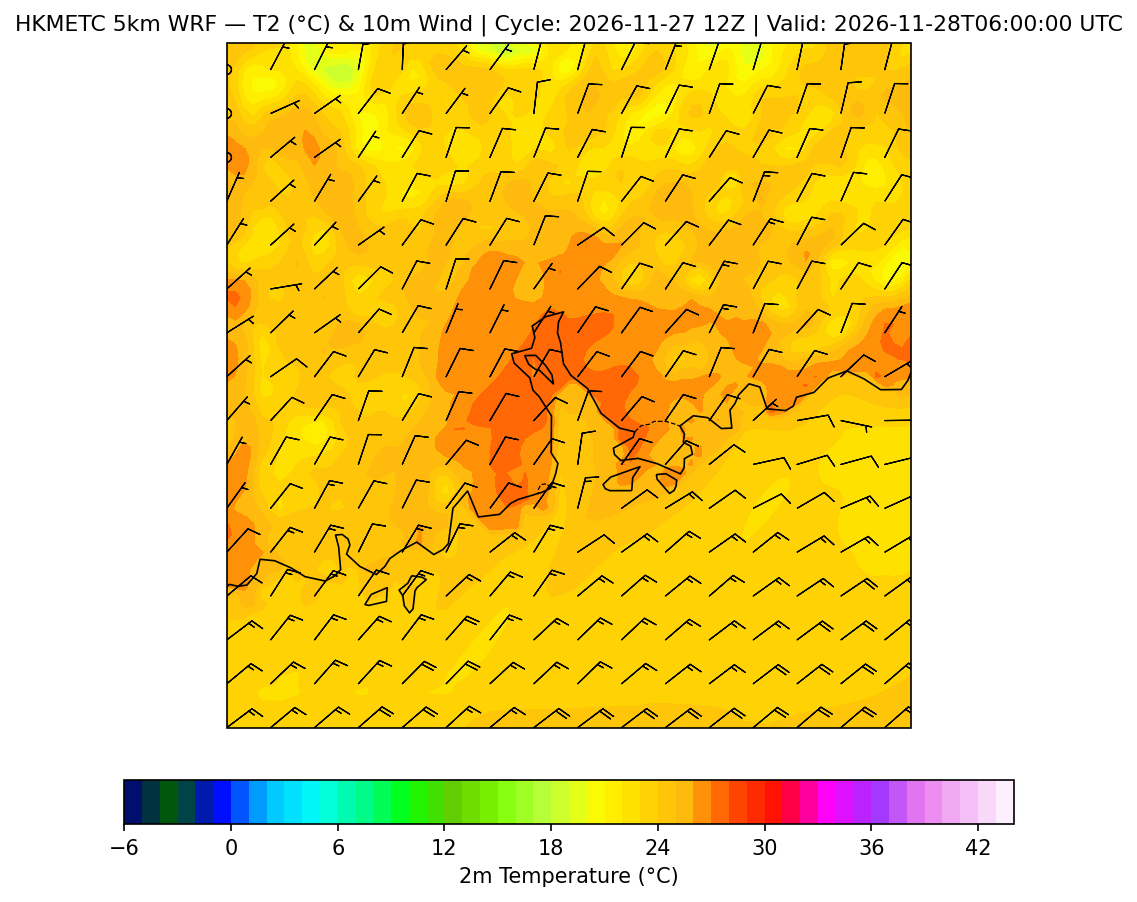 HKMETC 5km WRF — T2 (°C) & 10m Wind | Cycle: 2026-11-27 12Z | Valid: 2026-11-28T06:00:00 UTC
−6 0 6 12 18 24 30 36 42
2m Temperature (°C)